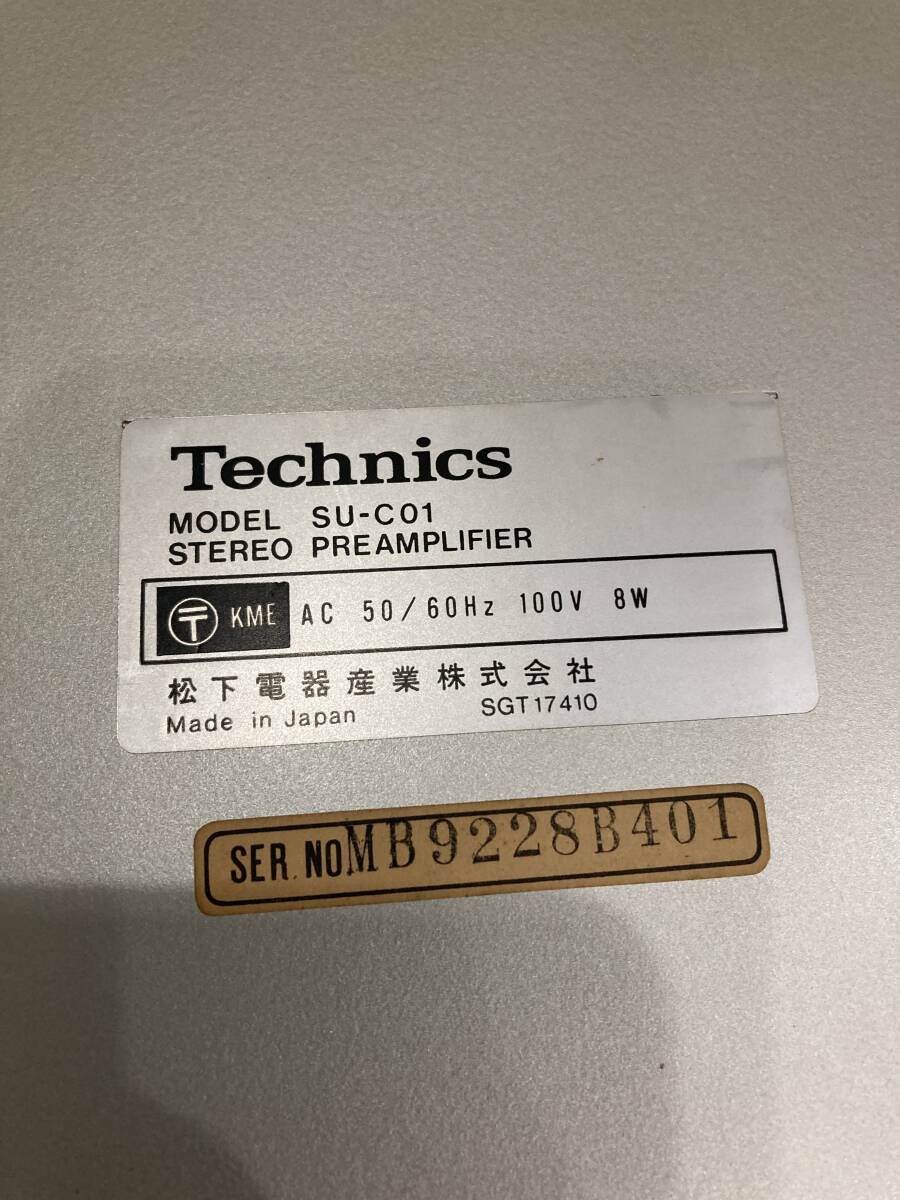 Technics
MODEL SU-C01
STEREO PREAMPLIFIER
〒 KME AC 50/60Hz 100V 8W
松下電器産業株式会社
Made in Japan SGT17410
SER. NO MB9228B401